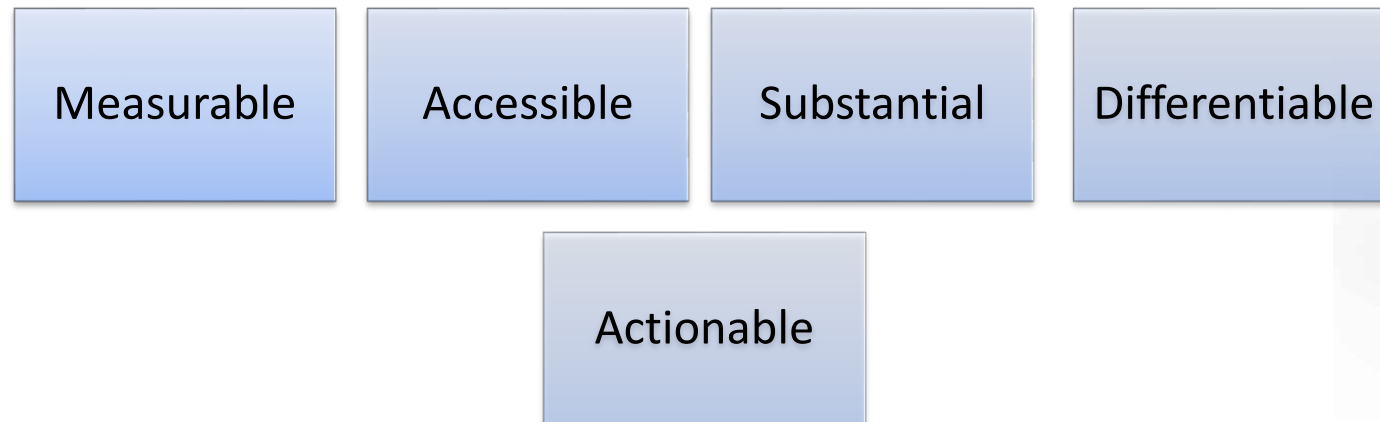 Measurable
Accessible
Substantial
Differentiable
Actionable